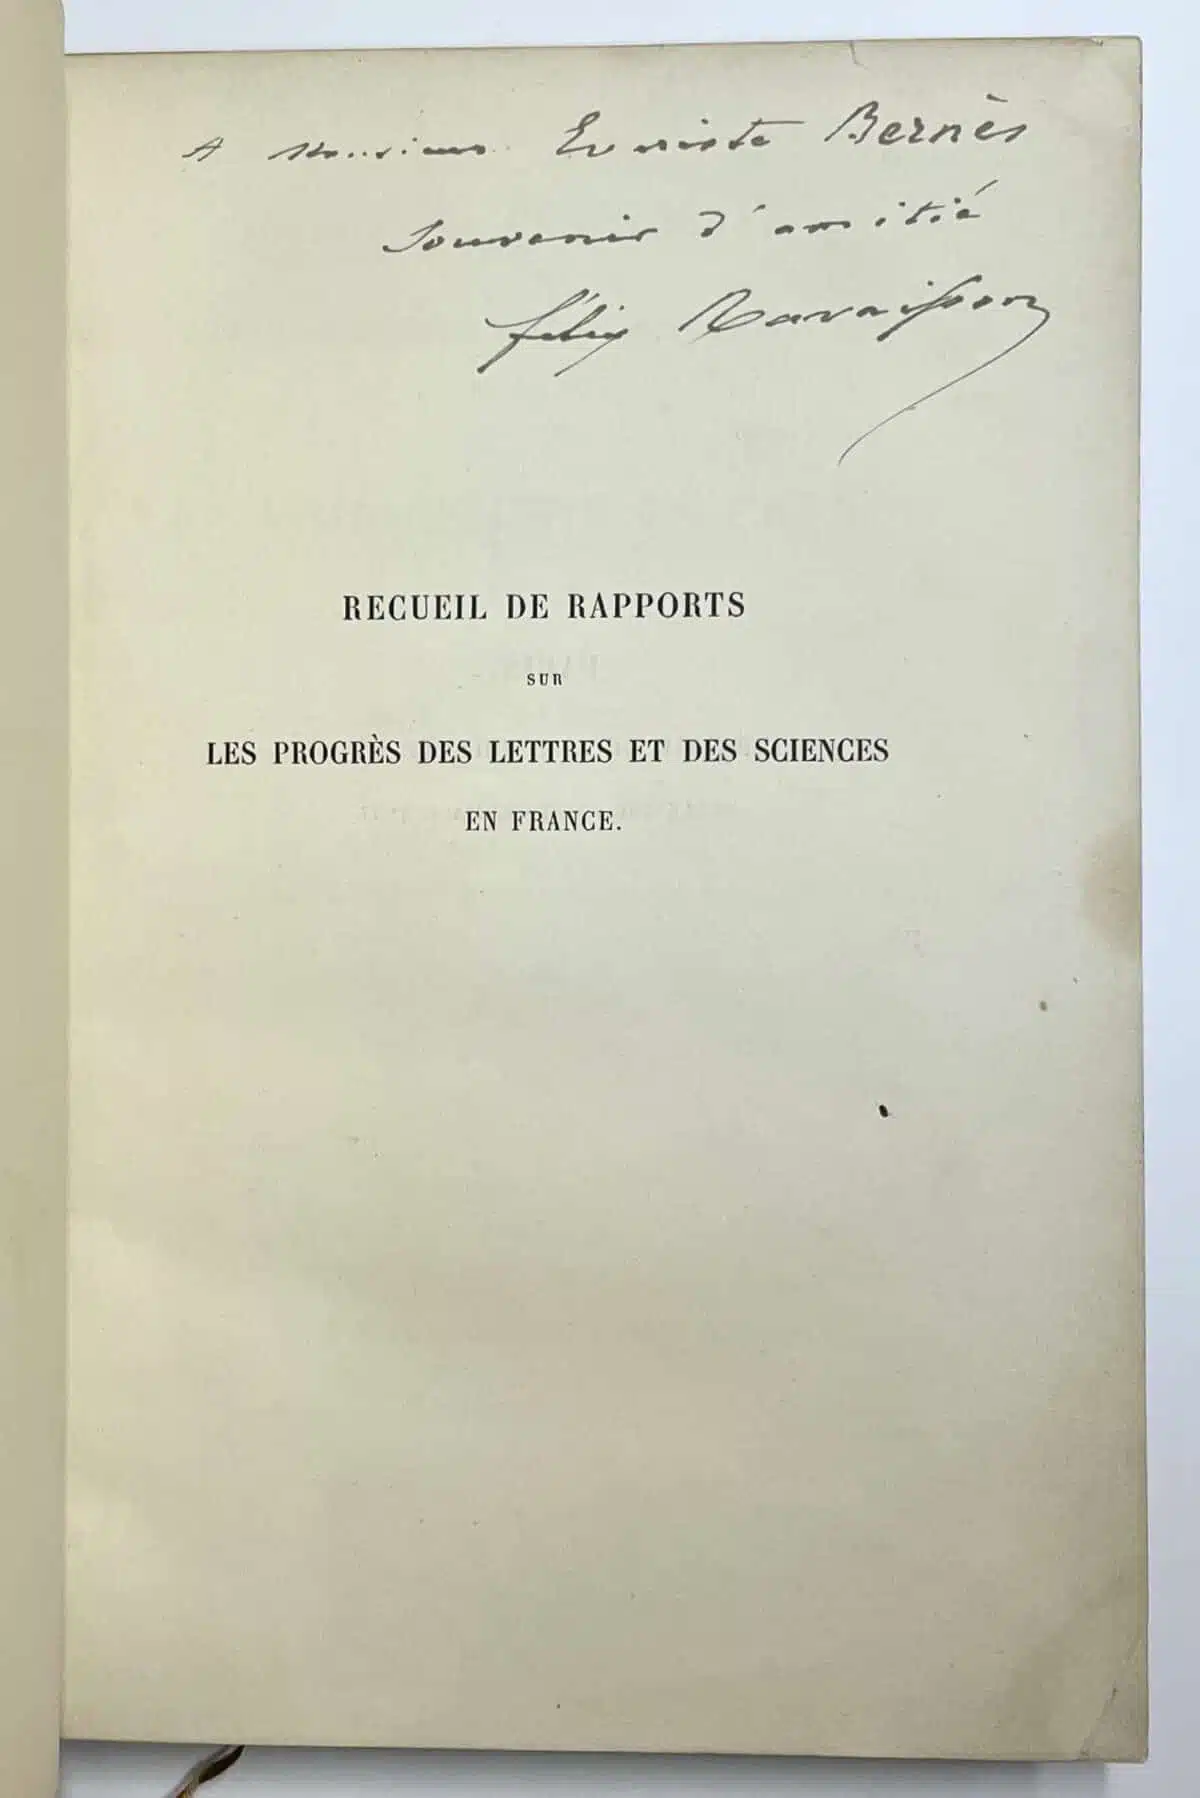 A Monsieur Evariste Bernès
Souvenir d'amitié
félix Ravaisson
RECUEIL DE RAPPORTS
SUR
LES PROGRÈS DES LETTRES ET DES SCIENCES
EN FRANCE.